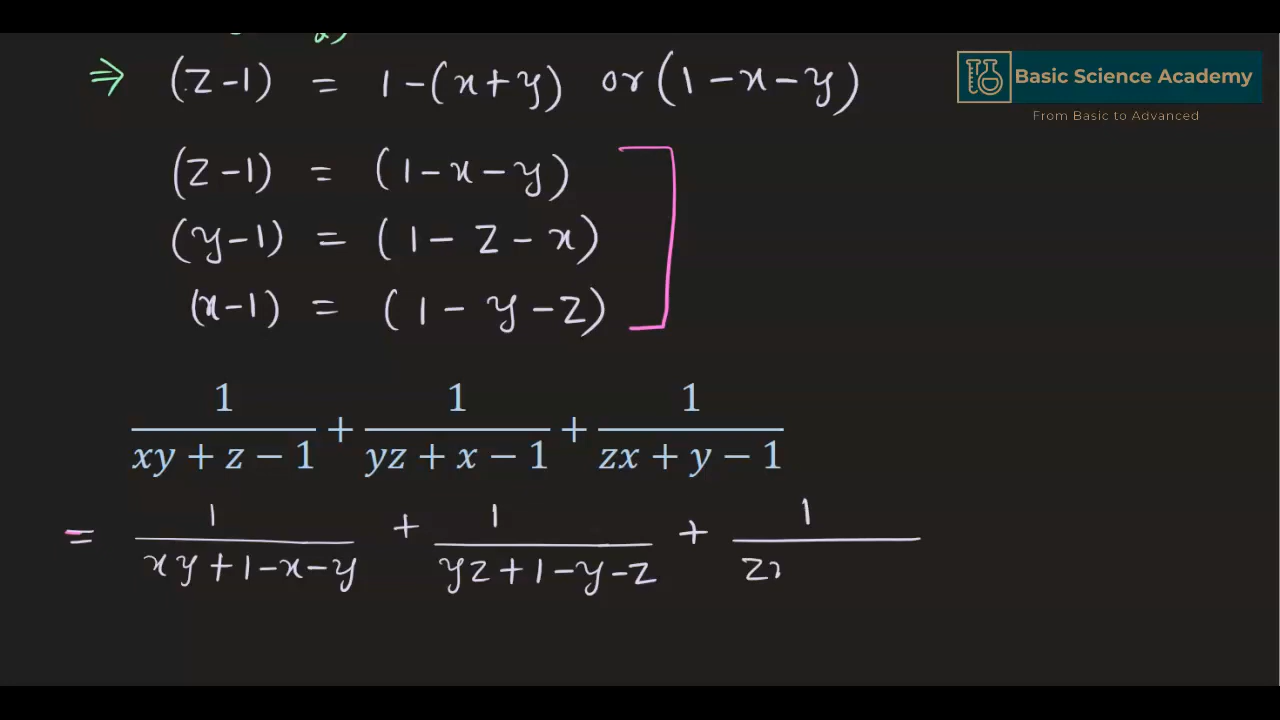 ⇒ (z-1) = 1-(x+y) or (1-x-y)
Basic Science Academy
From Basic to Advanced
(z-1) = (1-x-y)
(y-1) = (1-z-x)
(x-1) = (1-y-z)
1/(xy + z − 1) + 1/(yz + x − 1) + 1/(zx + y − 1)
= 1/(xy+1-x-y) + 1/(yz+1-y-z) + 1/(zx